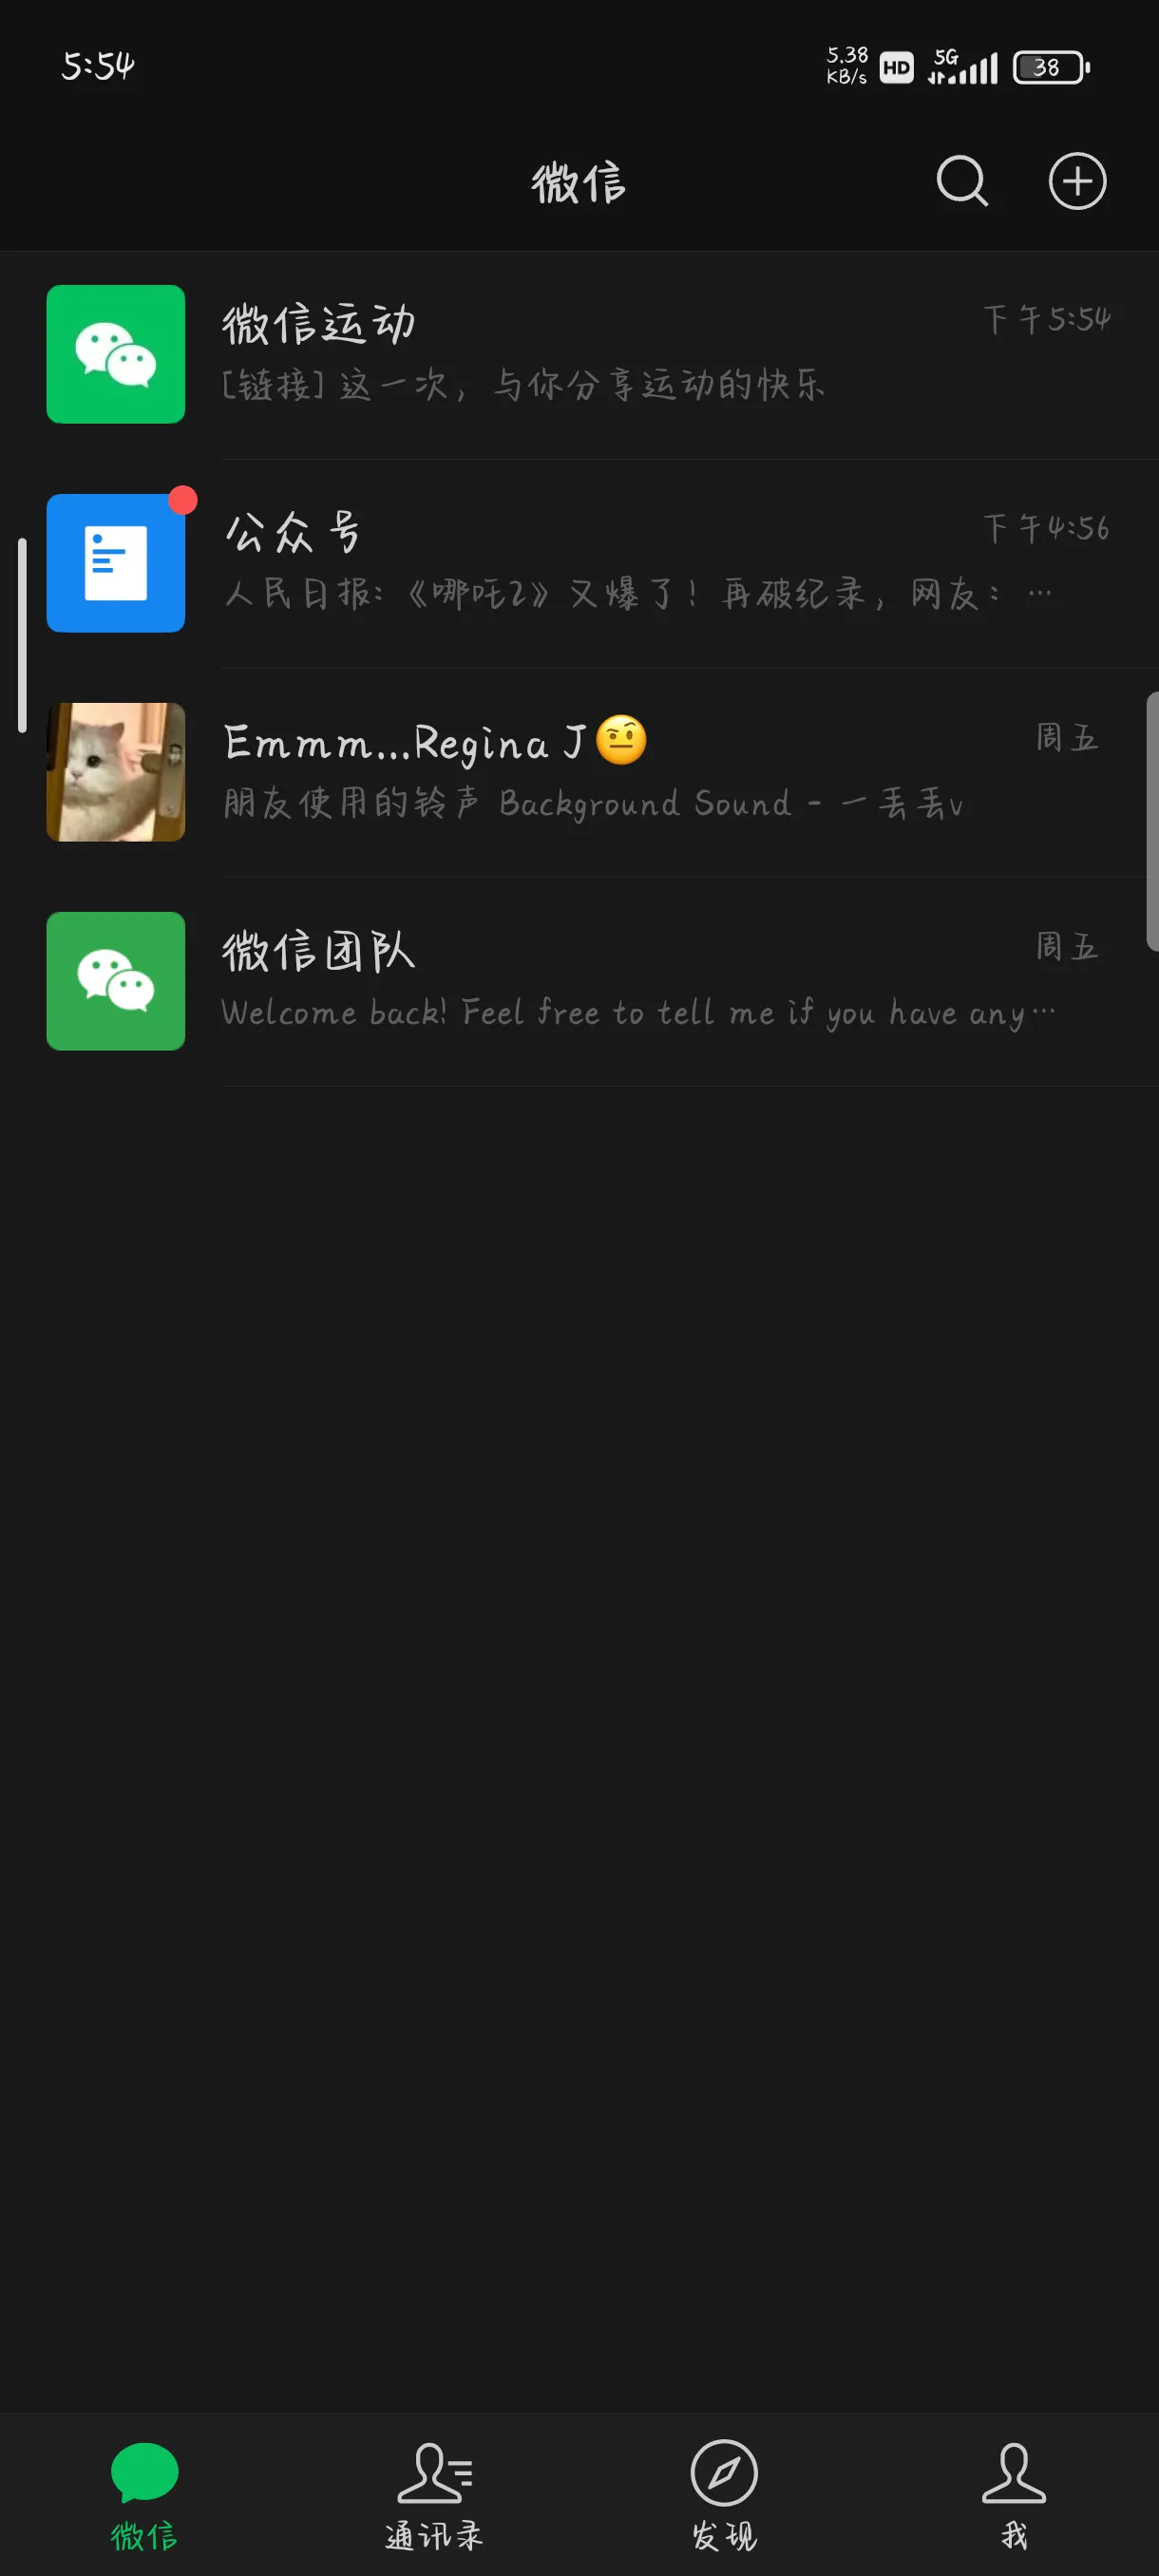 5:54
5.38 KB/s HD 5G 38
微信
微信运动 下午5:54
[链接] 这一次，与你分享运动的快乐
公众号 下午4:56
人民日报:《哪吒2》又爆了！再破纪录，网友：…
Emmm...Regina J🤨 周五
朋友使用的铃声 Background Sound - 一丢丢v
微信团队 周五
Welcome back! Feel free to tell me if you have any…
微信 通讯录 发现 我